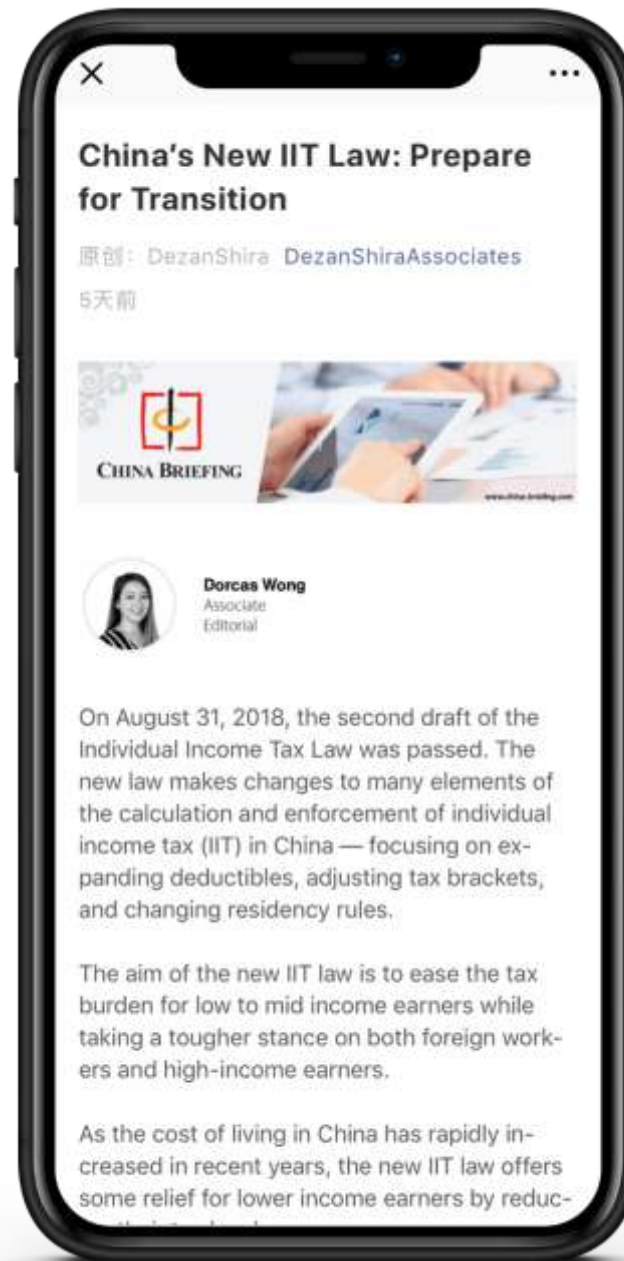 China's New IIT Law: Prepare
for Transition
原创: DezanShira DezanShiraAssociates
5天前
CHINA BRIEFING
www.china-briefing.com
Dorcas Wong
Associate
Editorial
On August 31, 2018, the second draft of the
Individual Income Tax Law was passed. The
new law makes changes to many elements of
the calculation and enforcement of individual
income tax (IIT) in China — focusing on ex-
panding deductibles, adjusting tax brackets,
and changing residency rules.
The aim of the new IIT law is to ease the tax
burden for low to mid income earners while
taking a tougher stance on both foreign work-
ers and high-income earners.
As the cost of living in China has rapidly in-
creased in recent years, the new IIT law offers
some relief for lower income earners by reduc-